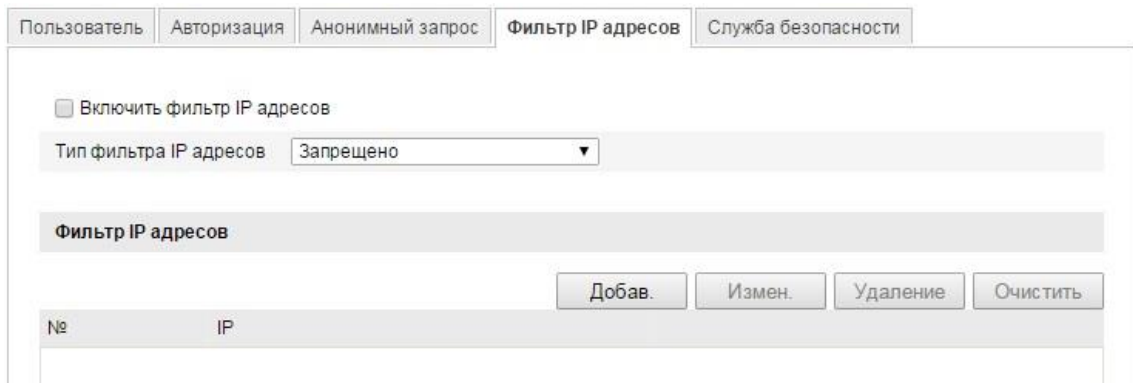 Пользователь Авторизация Анонимный запрос Фильтр IP адресов Служба безопасности
Включить фильтр IP адресов
Тип фильтра IP адресов Запрещено
Фильтр IP адресов
Добав. Измен. Удаление Очистить
№ IP